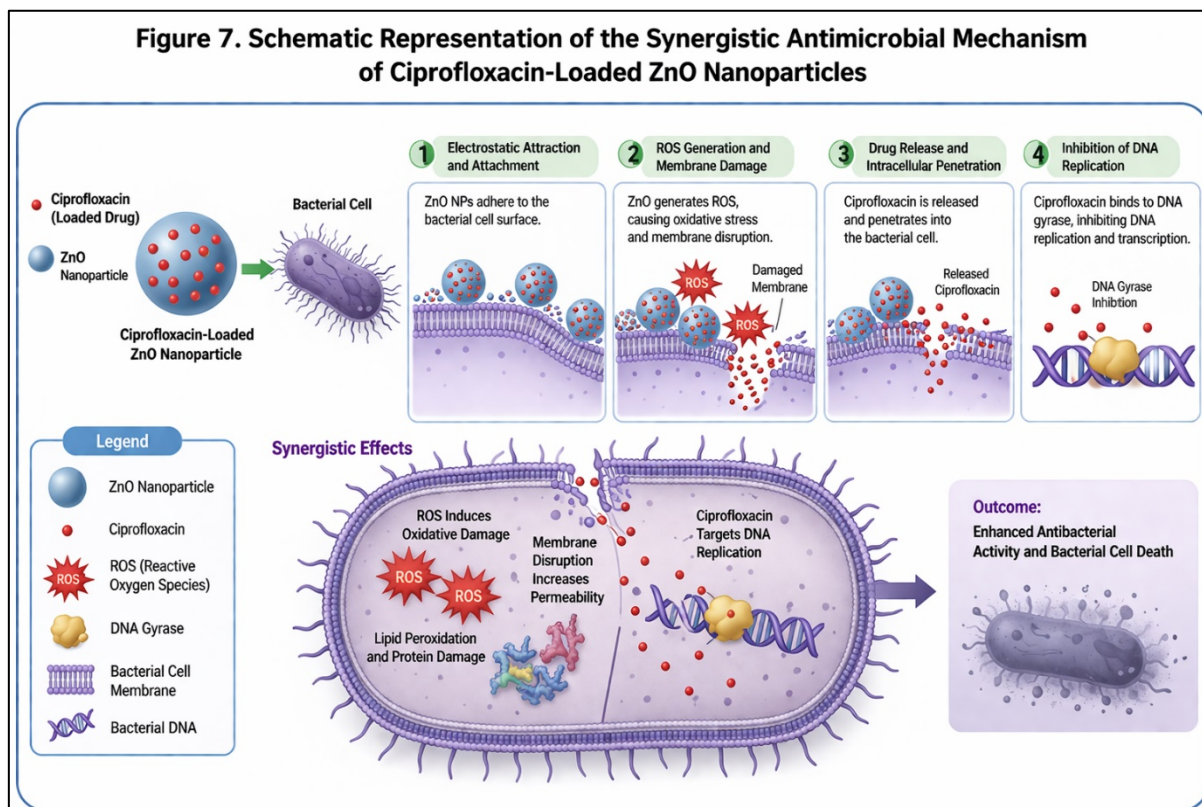 Figure 7. Schematic Representation of the Synergistic Antimicrobial Mechanism
of Ciprofloxacin-Loaded ZnO Nanoparticles
Ciprofloxacin
(Loaded Drug)
ZnO
Nanoparticle
Ciprofloxacin-Loaded
ZnO Nanoparticle
Bacterial Cell
1 Electrostatic Attraction
and Attachment
ZnO NPs adhere to the
bacterial cell surface.
2 ROS Generation and
Membrane Damage
ZnO generates ROS,
causing oxidative stress
and membrane disruption.
ROS
Damaged
Membrane
ROS
3 Drug Release and
Intracellular Penetration
Ciprofloxacin is released
and penetrates into
the bacterial cell.
Released
Ciprofloxacin
4 Inhibition of DNA
Replication
Ciprofloxacin binds to DNA
gyrase, inhibiting DNA
replication and transcription.
DNA Gyrase
Inhibtion
Legend
ZnO Nanoparticle
Ciprofloxacin
ROS
ROS (Reactive
Oxygen Species)
DNA Gyrase
Bacterial Cell
Membrane
Bacterial DNA
Synergistic Effects
ROS Induces
Oxidative Damage
ROS
ROS
Lipid Peroxidation
and Protein Damage
Membrane
Disruption
Increases
Permeability
Ciprofloxacin
Targets DNA
Replication
Outcome:
Enhanced Antibacterial
Activity and Bacterial Cell Death